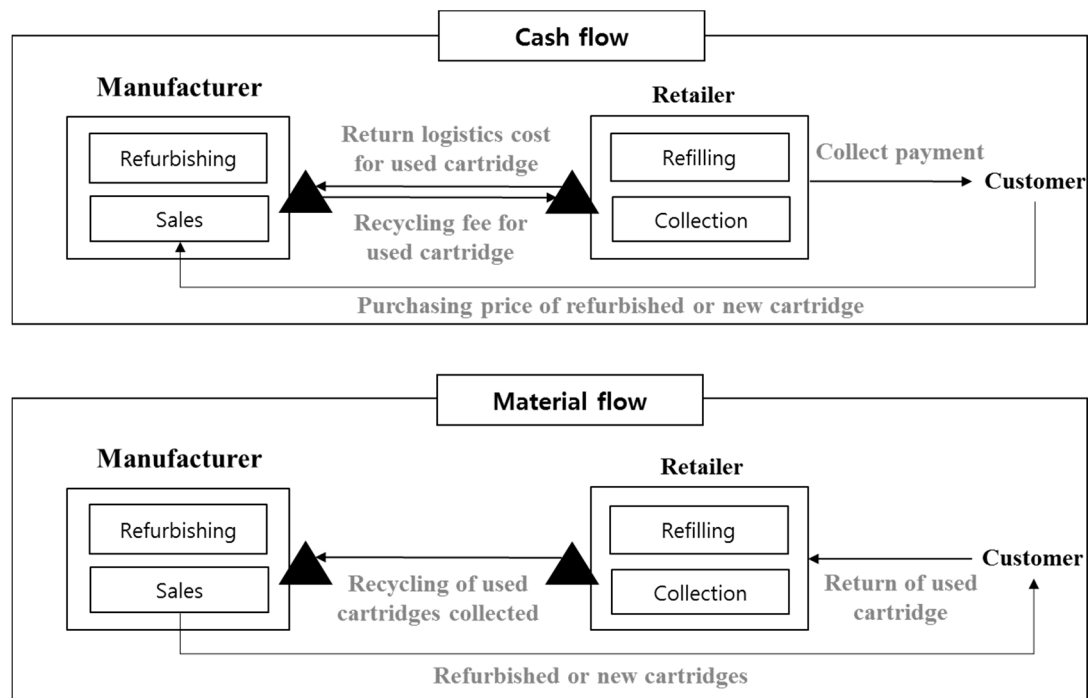 Cash flow
Manufacturer
Retailer
Refurbishing
Sales
Return logistics cost
for used cartridge
Recycling fee for
used cartridge
Refilling
Collection
Collect payment
Customer
Purchasing price of refurbished or new cartridge
Material flow
Manufacturer
Retailer
Refurbishing
Sales
Recycling of used
cartridges collected
Refilling
Collection
Customer
Return of used
cartridge
Refurbished or new cartridges